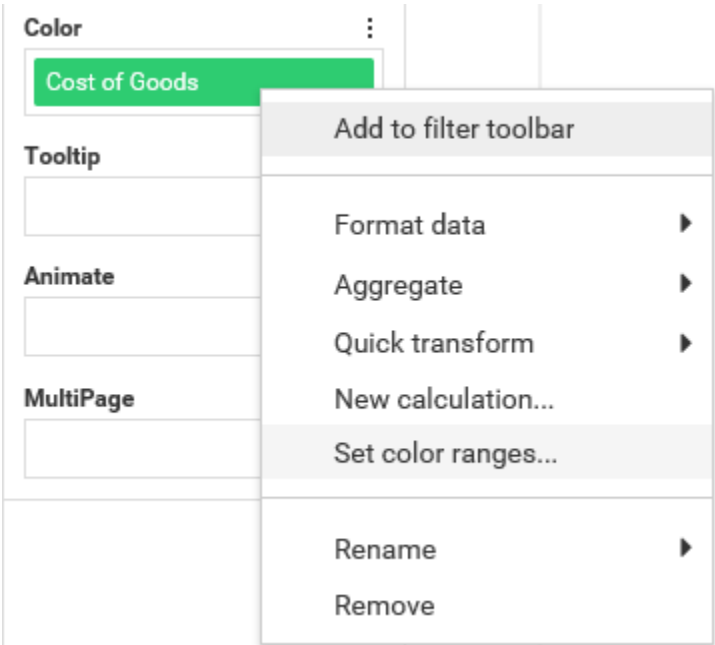 Color
Cost of Goods
Tooltip
Animate
MultiPage
Add to filter toolbar
Format data
Aggregate
Quick transform
New calculation...
Set color ranges...
Rename
Remove